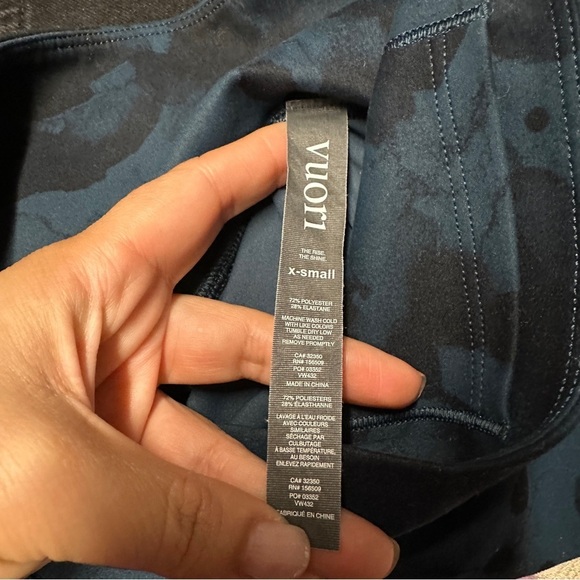 vuori
THE RISE
THE SHINE
x-small
72% POLYESTER
28% ELASTANE
MACHINE WASH COLD
WITH LIKE COLORS
TUMBLE DRY LOW
AS NEEDED
REMOVE PROMPTLY
CA# 32350
RN# 156509
PO# 03352
VW432
MADE IN CHINA
72% POLYESTERS
28% ÉLASTHANNE
LAVAGE À L'EAU FROIDE
AVEC COULEURS
SIMILAIRES
SÉCHAGE PAR
CULBUTAGE
À BASSE TEMPÉRATURE,
AU BESOIN
ENLEVEZ RAPIDEMENT
CA# 32350
RN# 156509
PO# 03352
VW432
FABRIQUÉ EN CHINE